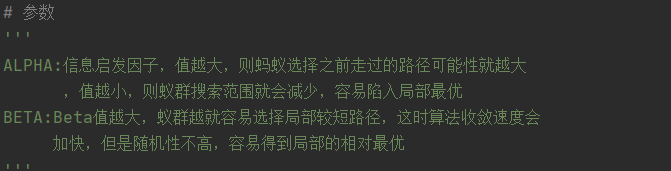 # 参数
'''
ALPHA:信息启发因子，值越大，则蚂蚁选择之前走过的路径可能性就越大
，值越小，则蚁群搜索范围就会减少，容易陷入局部最优
BETA:Beta值越大，蚁群越就容易选择局部较短路径，这时算法收敛速度会
加快，但是随机性不高，容易得到局部的相对最优
'''